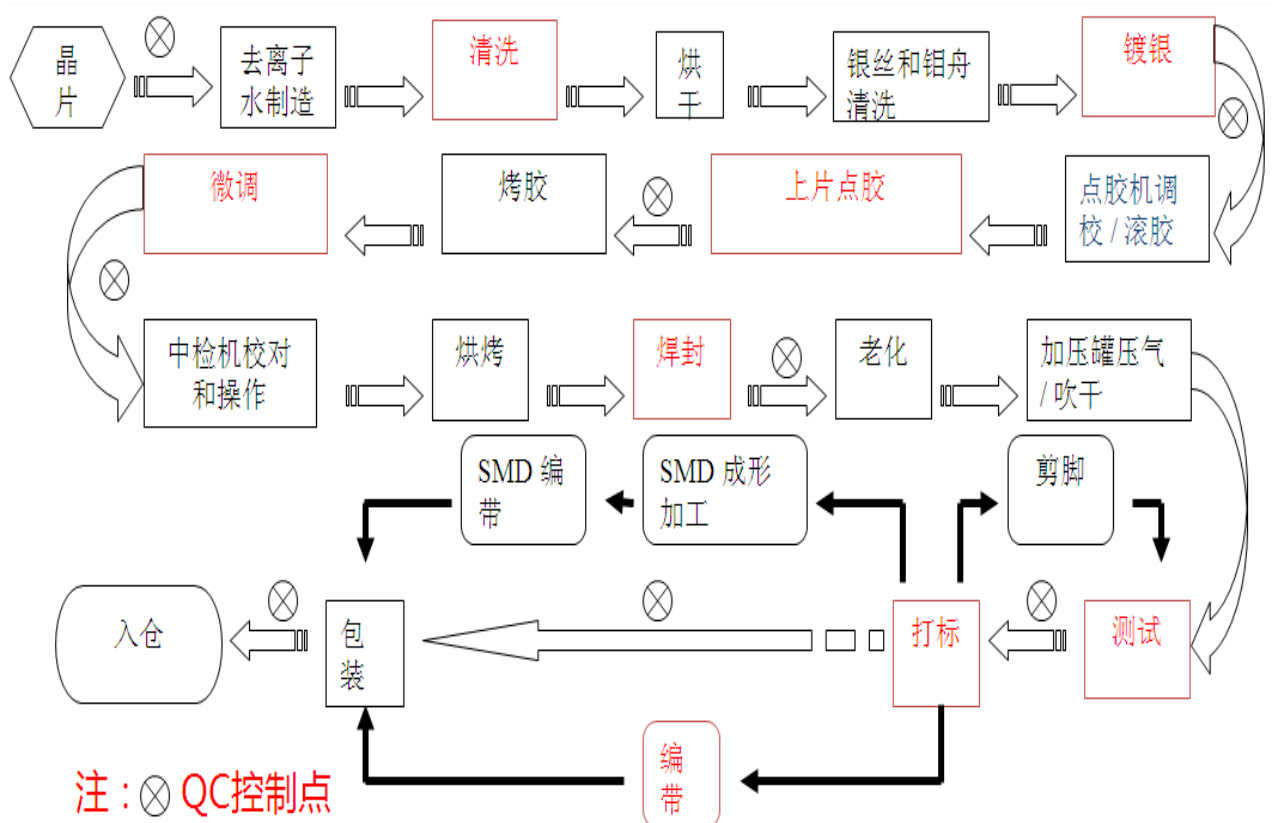 晶
片
去离子
水制造
清洗
烘
干
银丝和钼舟
清洗
镀银
微调
烤胶
上片点胶
点胶机调
校 / 滚胶
中检机校对
和操作
烘烤
焊封
老化
加压罐压气
/ 吹干
SMD 编
带
SMD 成形
加工
剪脚
入仓
包
装
打标
测试
编
带
注：⊗ QC控制点